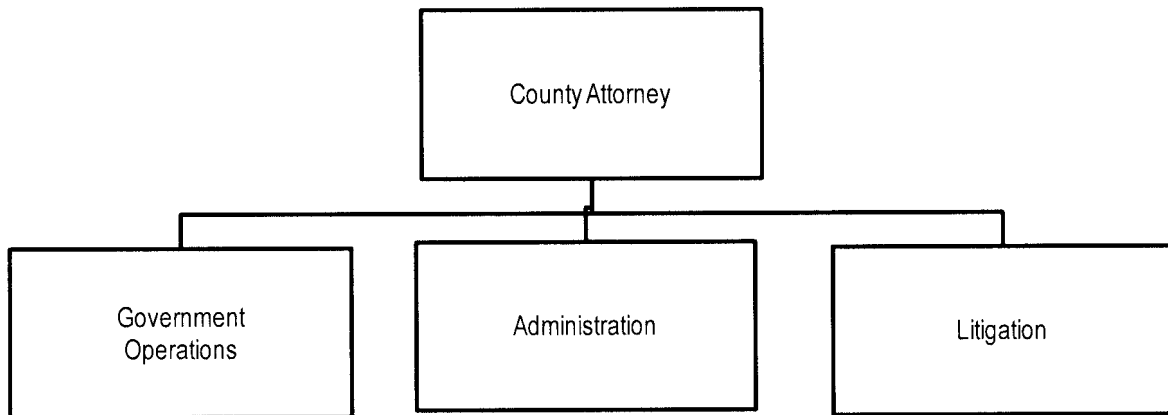 County Attorney
Government
Operations
Administration
Litigation